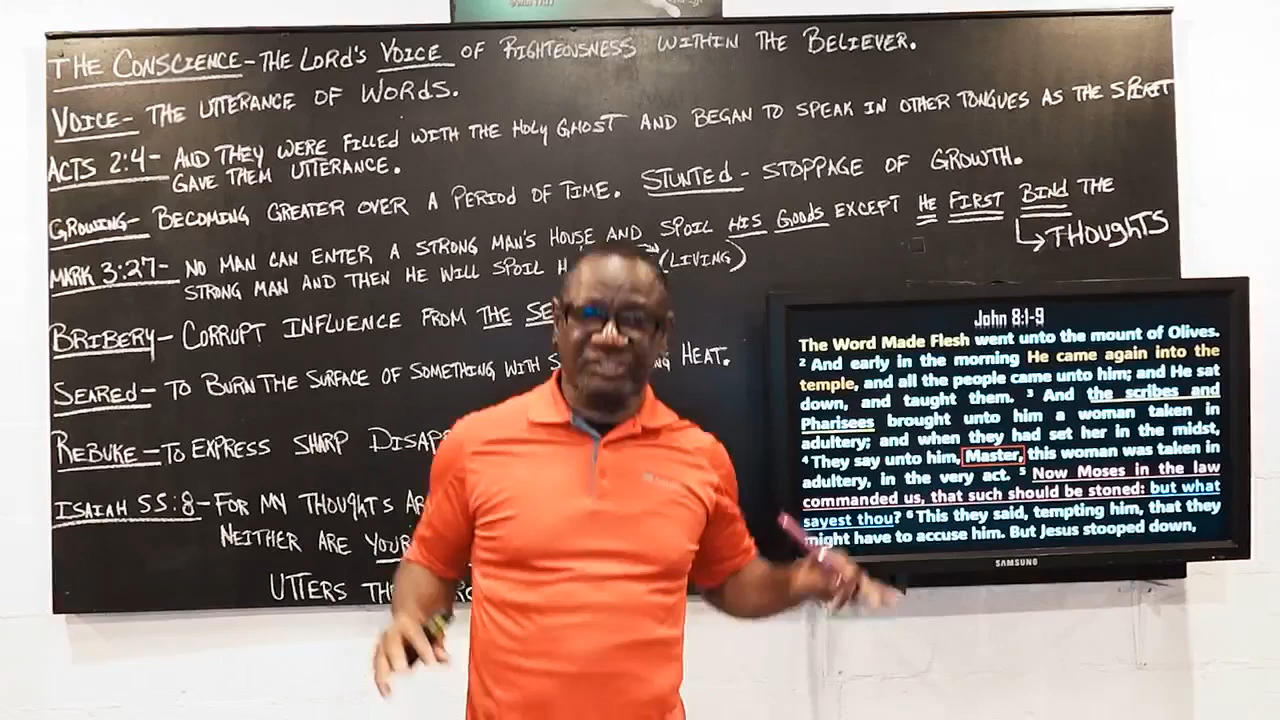 THE CONSCIENCE - THE LORD'S VOICE OF RIGHTEOUSNESS WITHIN THE BELIEVER.
VOICE - THE UTTERANCE OF WORDS.
ACTS 2:4 - AND THEY WERE FILLED WITH THE HOLY GHOST AND BEGAN TO SPEAK IN OTHER TONGUES AS THE SPIRIT
GAVE THEM UTTERANCE.
GROWING - BECOMING GREATER OVER A PERIOD OF TIME. STUNTED - STOPPAGE OF GROWTH.
MARK 3:27 - NO MAN CAN ENTER A STRONG MAN'S HOUSE AND SPOIL HIS GOODS EXCEPT HE FIRST BIND THE
STRONG MAN AND THEN HE WILL SPOIL (LIVING)
THOUGHTS
BRIBERY - CORRUPT INFLUENCE FROM THE
SEARED - TO BURN THE SURFACE OF SOMETHING WITH HEAT.
REBUKE - TO EXPRESS SHARP
ISAIAH 55:8 - FOR MY THOUGHTS
NEITHER ARE
UTTERS
John 8:1-9
The Word Made Flesh went unto the mount of Olives.
2 And early in the morning He came again into the
temple, and all the people came unto him; and He sat
down, and taught them. 3 And the scribes and
Pharisees brought unto him a woman taken in
adultery; and when they had set her in the midst,
4 They say unto him, Master, this woman was taken in
adultery, in the very act. 5 Now Moses in the law
commanded us, that such should be stoned: but what
sayest thou? 6 This they said, tempting him, that they
might have to accuse him. But Jesus stooped down,
SAMSUNG